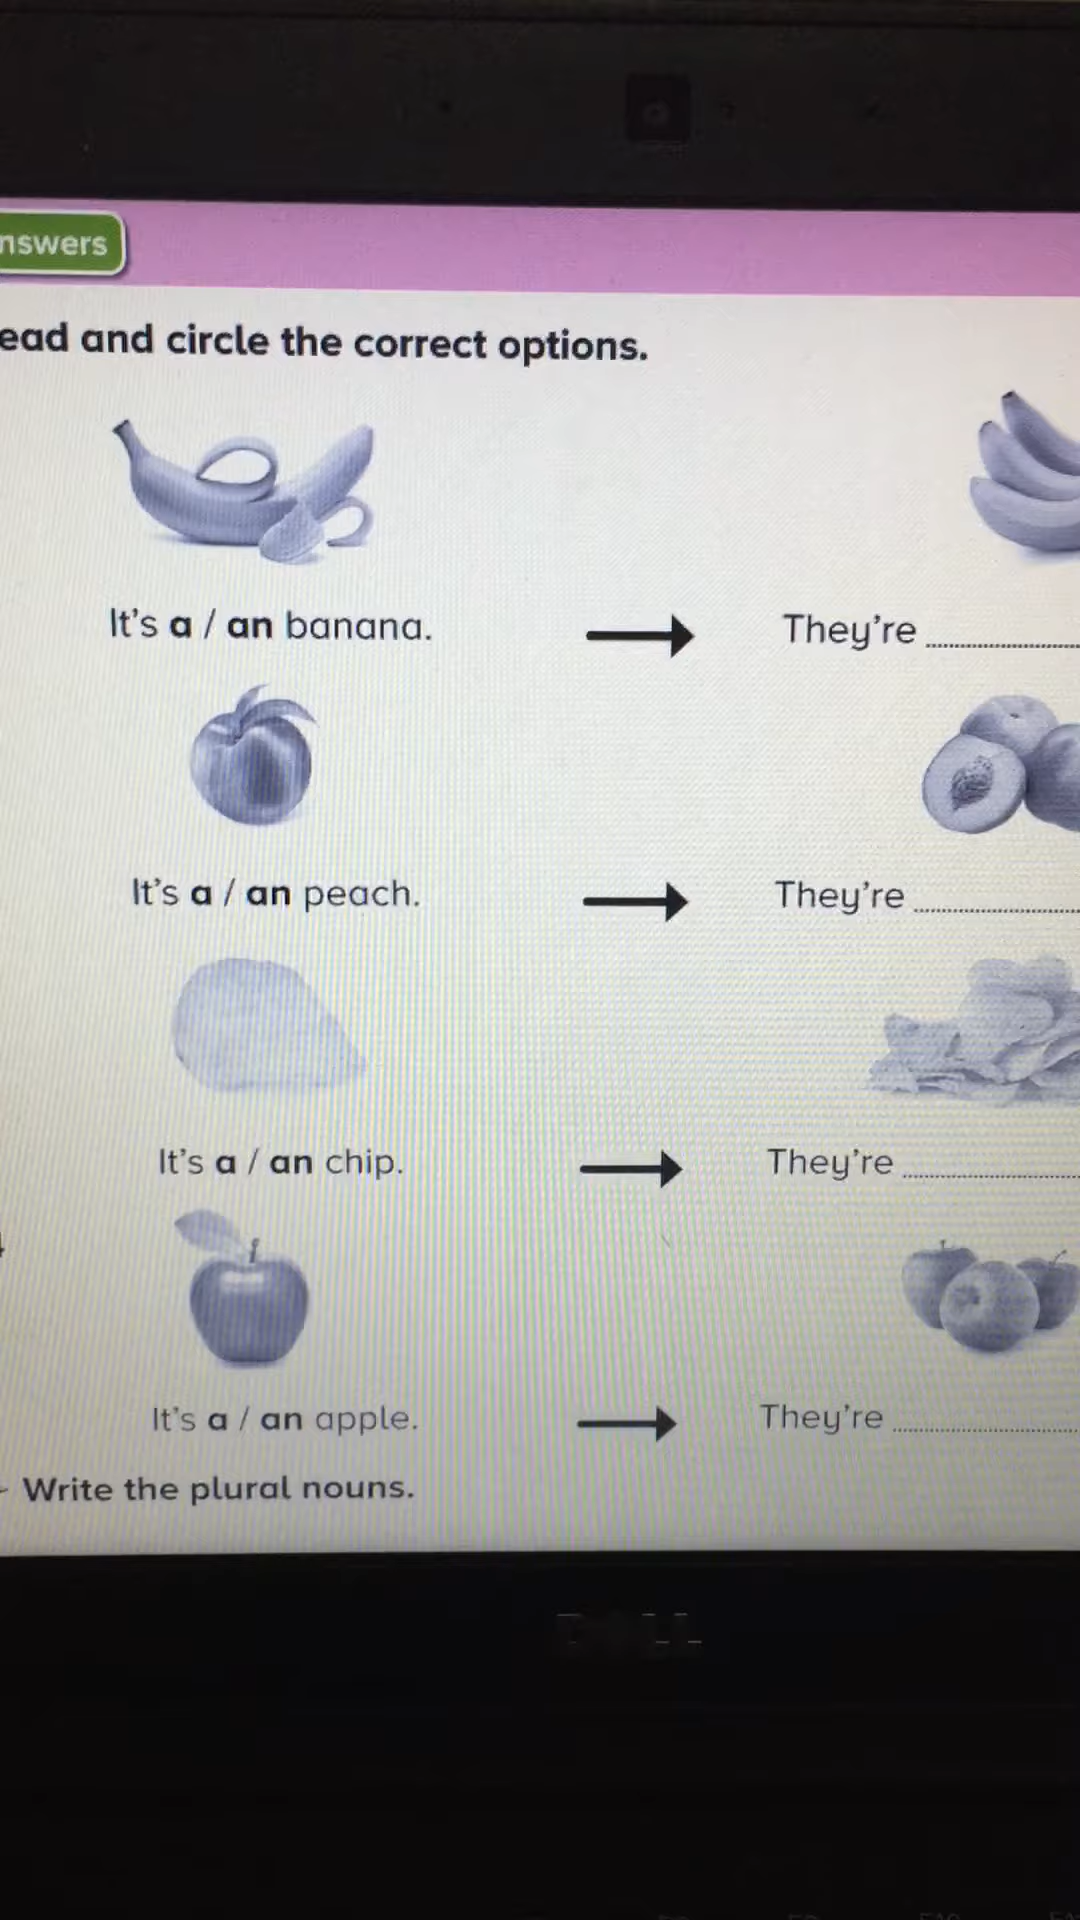 nswers
ead and circle the correct options.
It's a / an banana.
They're
It's a / an peach.
They're
It's a / an chip.
They're
It's a / an apple.
They're
Write the plural nouns.
DELL